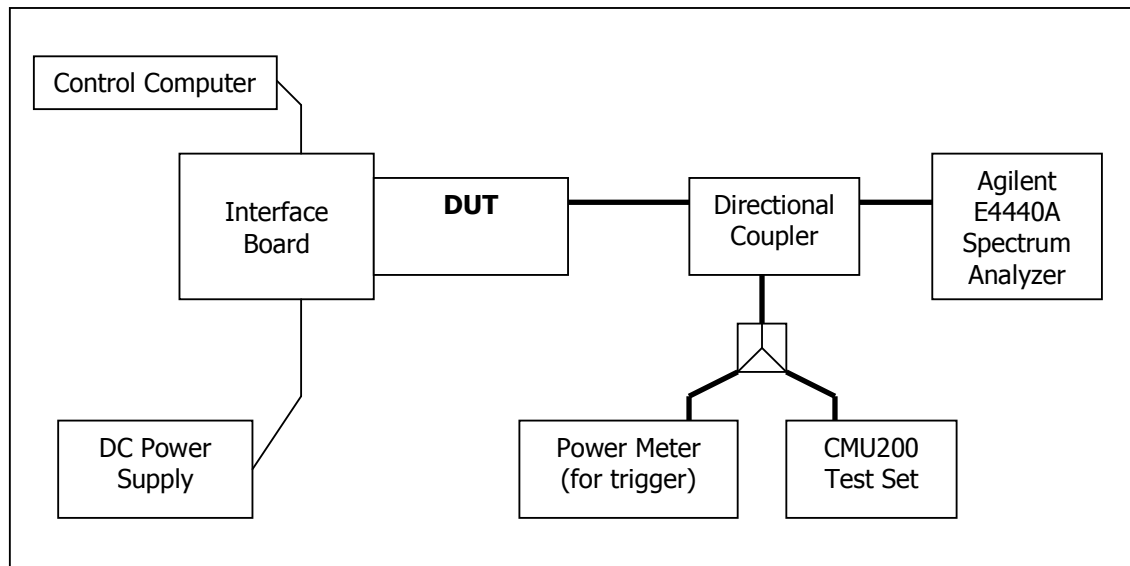 Control Computer
Interface
Board
DUT
Directional
Coupler
Agilent
E4440A
Spectrum
Analyzer
DC Power
Supply
Power Meter
(for trigger)
CMU200
Test Set